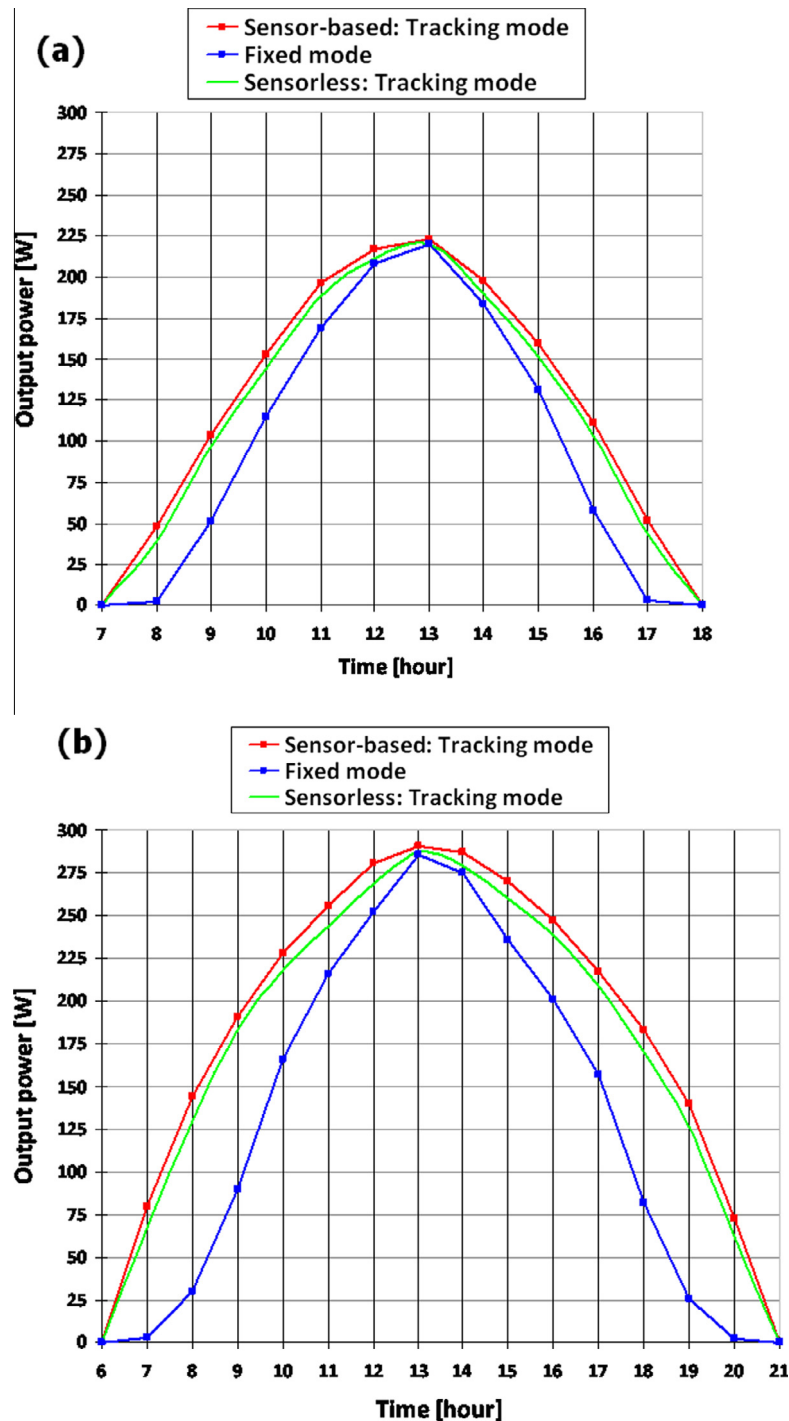 (a)
Sensor-based: Tracking mode
Fixed mode
Sensorless: Tracking mode
Output power [W]
300
275
250
225
200
175
150
125
100
75
50
25
0
7 8 9 10 11 12 13 14 15 16 17 18
Time [hour]
(b)
Sensor-based: Tracking mode
Fixed mode
Sensorless: Tracking mode
Output power [W]
300
275
250
225
200
175
150
125
100
75
50
25
0
6 7 8 9 10 11 12 13 14 15 16 17 18 19 20 21
Time [hour]